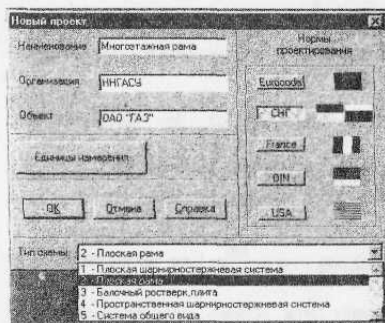 Новый проект
Наименование Многоэтажная рама
Организация ННГАСУ
Объект ОАО "ГАЗ"
Единицы измерения
OK Отмена Справка
Нормы
проектирования
Eurocode
СНГ
France
DIN
USA
Тип схемы: 2 - Плоская рама
1 - Плоская шарнирностержневая система
2 - Плоская рама
3 - Балочный ростверк,плита
4 - Пространственная шарнирностержневая система
5 - Система общего вида